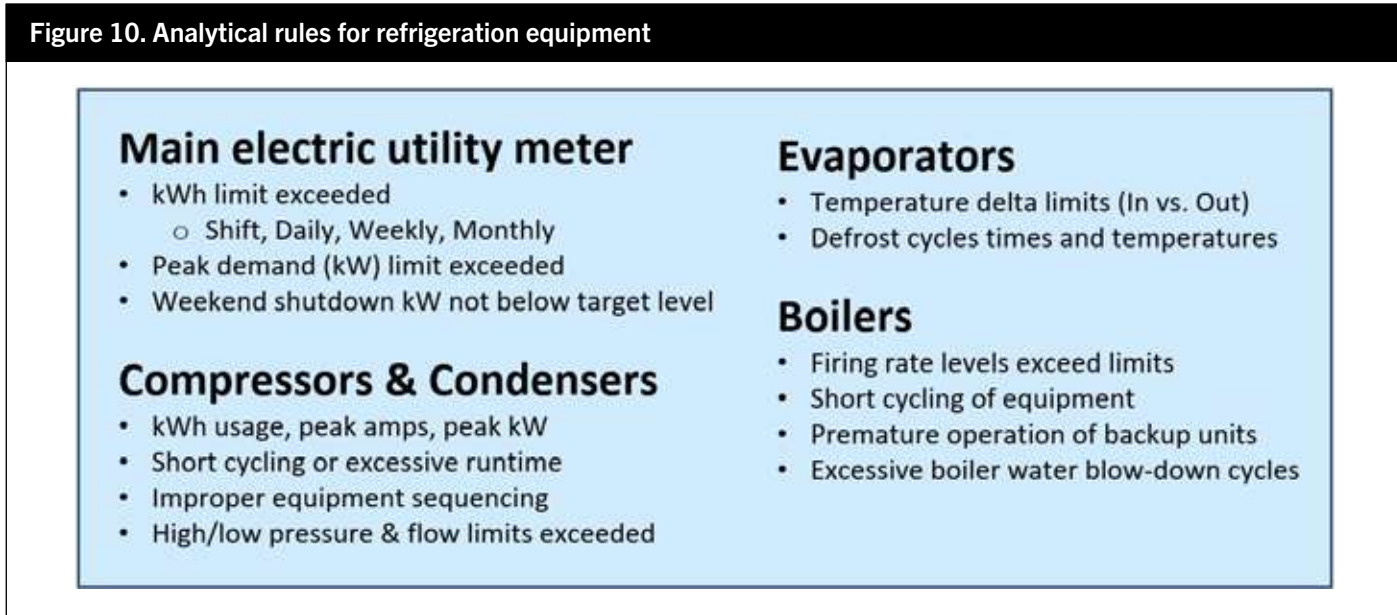 Figure 10. Analytical rules for refrigeration equipment
Main electric utility meter
• kWh limit exceeded
o Shift, Daily, Weekly, Monthly
• Peak demand (kW) limit exceeded
• Weekend shutdown kW not below target level
Compressors & Condensers
• kWh usage, peak amps, peak kW
• Short cycling or excessive runtime
• Improper equipment sequencing
• High/low pressure & flow limits exceeded
Evaporators
• Temperature delta limits (In vs. Out)
• Defrost cycles times and temperatures
Boilers
• Firing rate levels exceed limits
• Short cycling of equipment
• Premature operation of backup units
• Excessive boiler water blow-down cycles